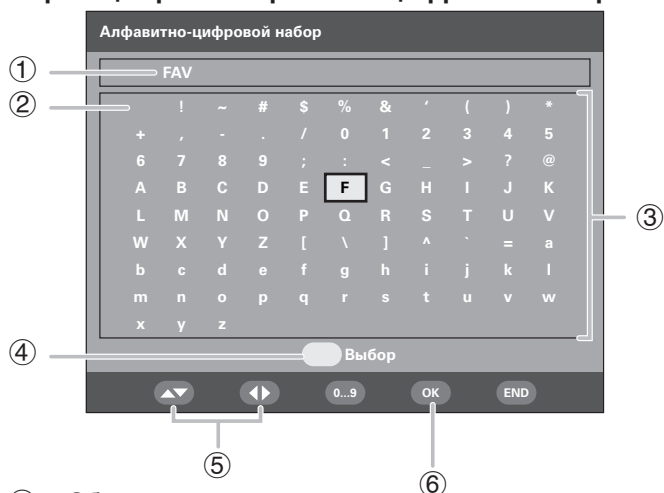 Алфавитно-цифровой набор
① FAV
② ! ~ # $ % & ‘ ( ) *
+ , - . / 0 1 2 3 4 5
6 7 8 9 ; : < _ > ? @
A B C D E F G H I J K
L M N O P Q R S T U V ③
W X Y Z [ \ ] ^ ` = a
b c d e f g h i j k l
m n o p q r s t u v w
x y z
④ Выбор
0...9 OK END
⑤ ⑥